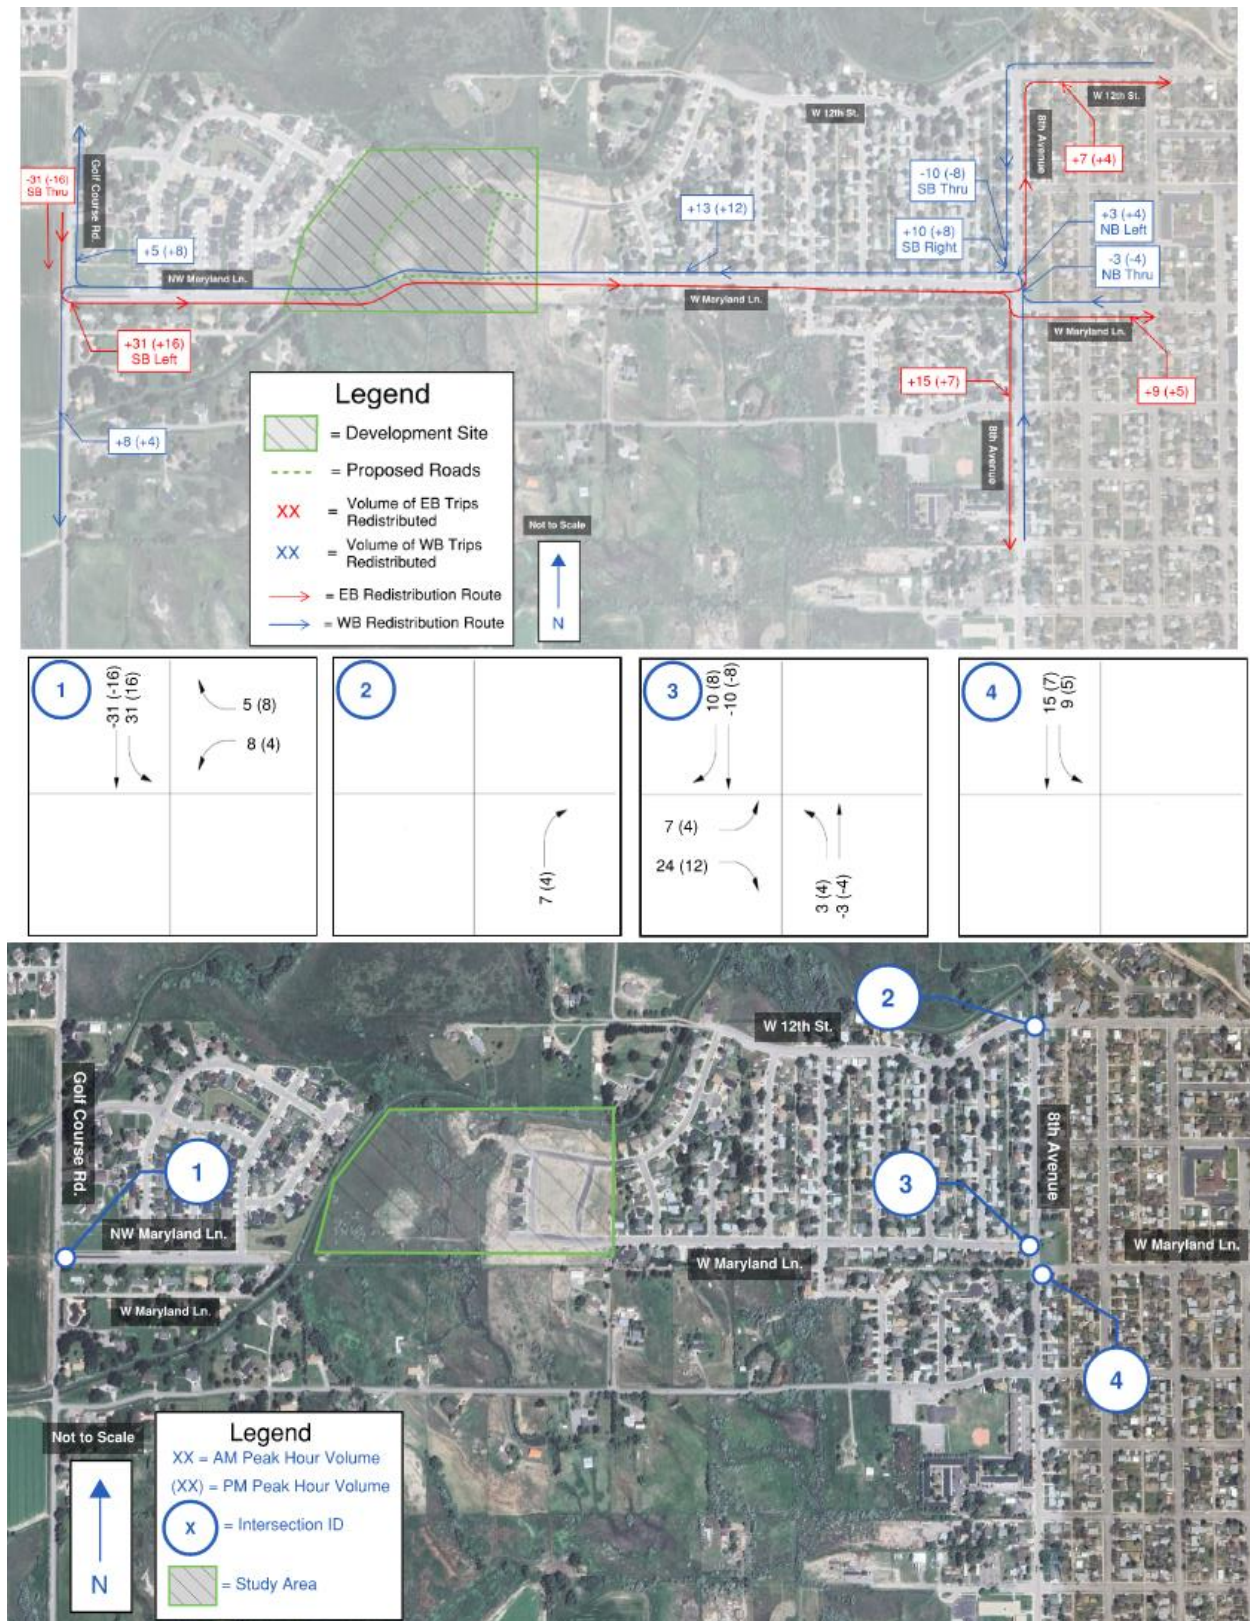 W 12th St.
W 12th St.
8th Avenue
+7 (+4)
-31 (-16)
SB Thru
Golf Course Rd.
-10 (-8)
SB Thru
+13 (+12)
+3 (+4)
NB Left
+10 (+8)
SB Right
+5 (+8)
-3 (-4)
NB Thru
NW Maryland Ln.
W Maryland Ln.
W Maryland Ln.
+31 (+16)
SB Left
+15 (+7)
+9 (+5)
+8 (+4)
8th Avenue
Legend
= Development Site
= Proposed Roads
XX = Volume of EB Trips
Redistributed
XX = Volume of WB Trips
Redistributed
= EB Redistribution Route
= WB Redistribution Route
Not to Scale
N
1
-31 (-16)
31 (16)
5 (8)
8 (4)
2
7 (4)
3
10 (8)
-10 (-8)
7 (4)
24 (12)
3 (4)
-3 (-4)
4
15 (7)
9 (5)
2
W 12th St.
Golf Course Rd.
8th Avenue
1
3
NW Maryland Ln.
W Maryland Ln.
W Maryland Ln.
W Maryland Ln.
4
Not to Scale
N
Legend
XX = AM Peak Hour Volume
(XX) = PM Peak Hour Volume
X = Intersection ID
= Study Area